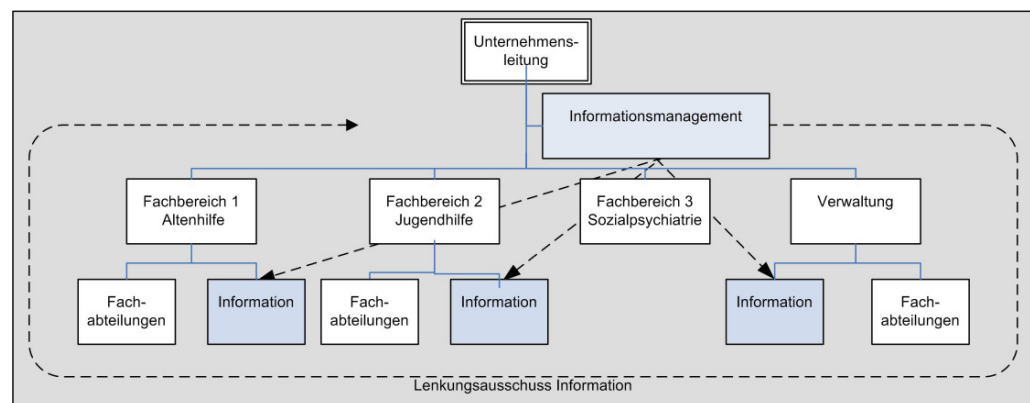 Unternehmens-
leitung
Informationsmanagement
Fachbereich 1
Altenhilfe
Fachbereich 2
Jugendhilfe
Fachbereich 3
Sozialpsychiatrie
Verwaltung
Fach-
abteilungen
Information
Fach-
abteilungen
Information
Information
Fach-
abteilungen
Lenkungsausschuss Information